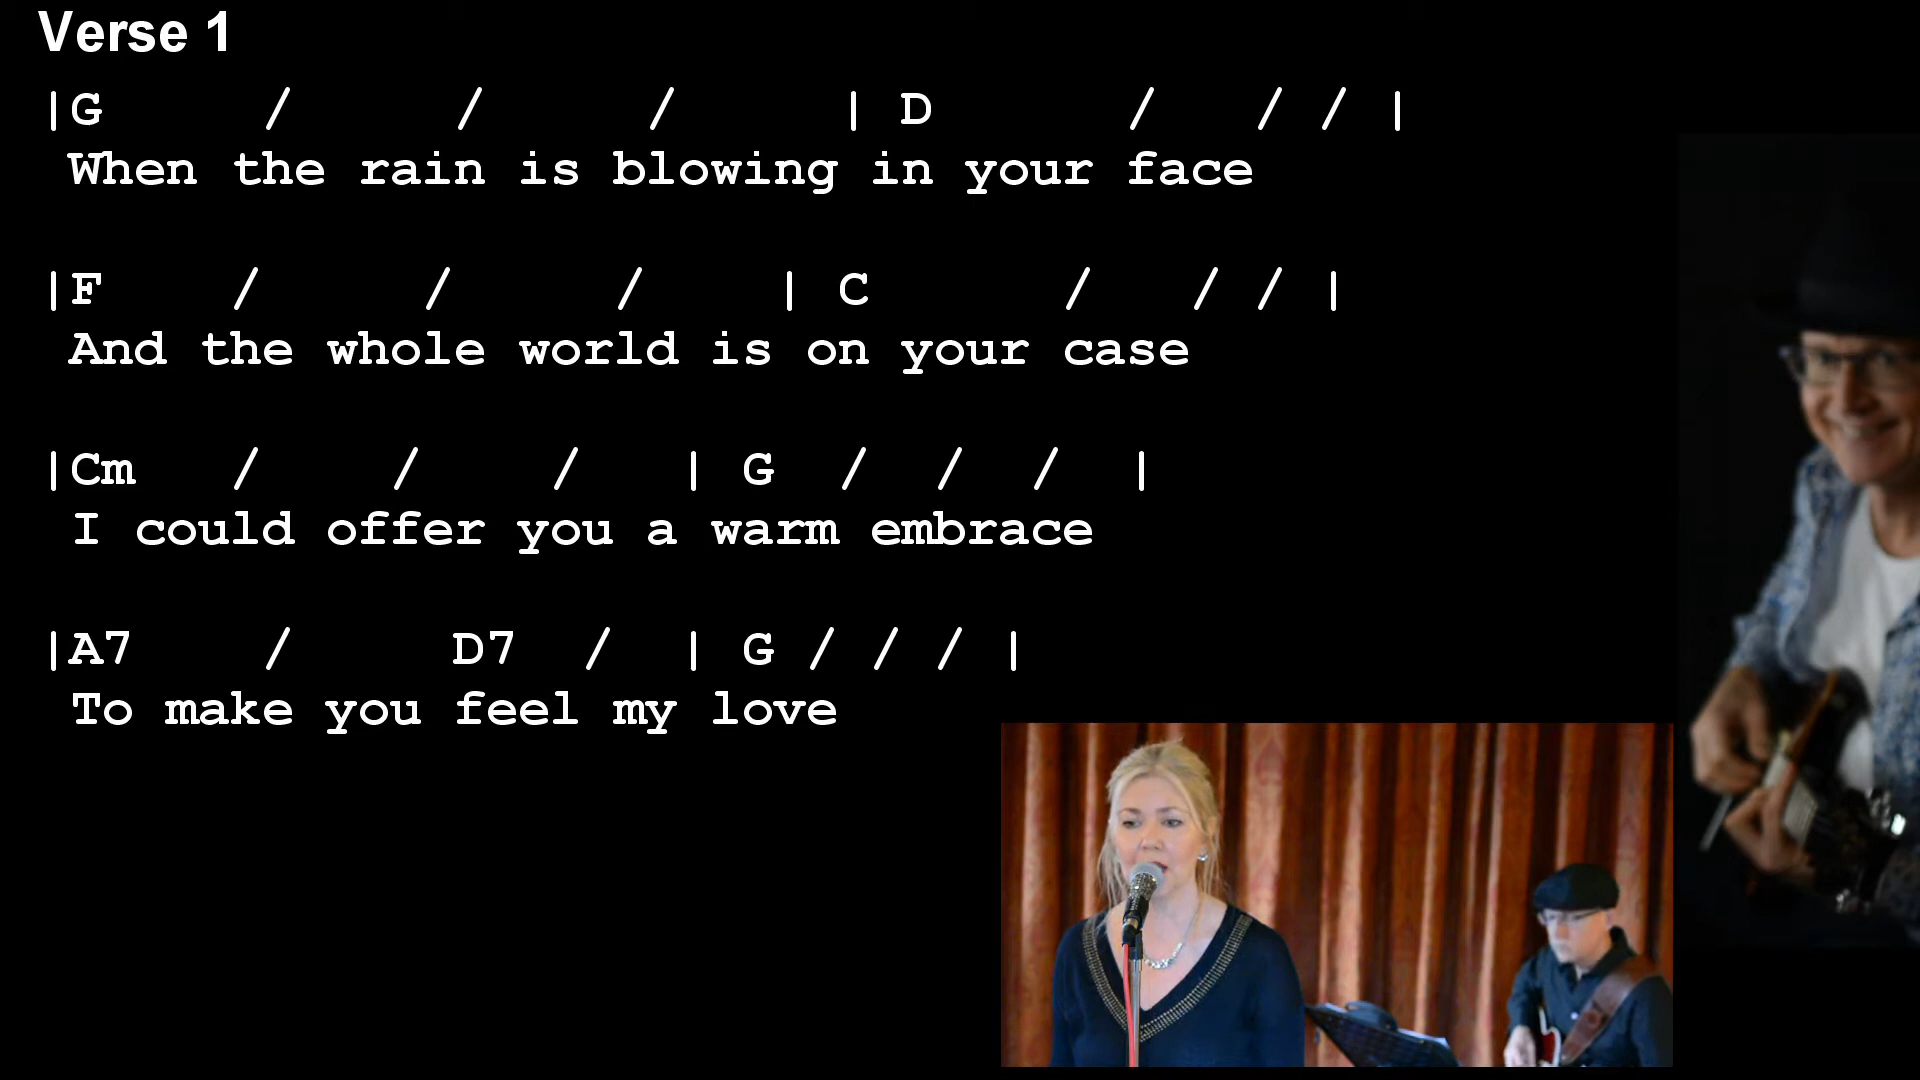 Verse 1
|G / / / | D / / / |
When the rain is blowing in your face
|F / / / | C / / / |
And the whole world is on your case
|Cm / / / | G / / / |
I could offer you a warm embrace
|A7 / D7 / | G / / / |
To make you feel my love